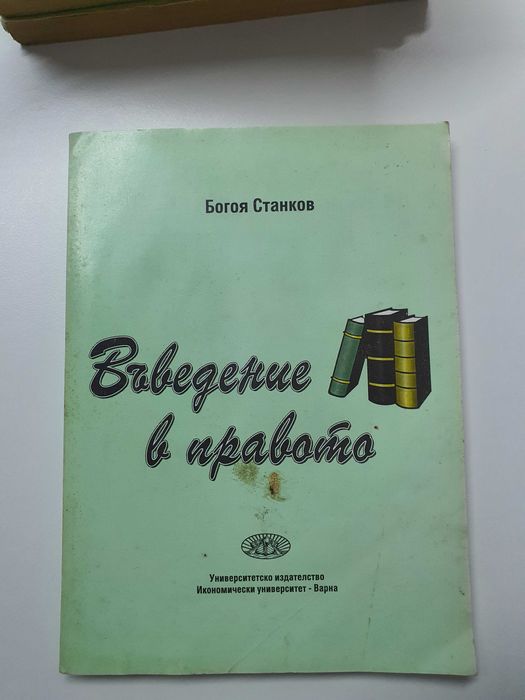 Богоя Станков
Въведение
в правото
Университетско издателство
Икономически университет - Варна